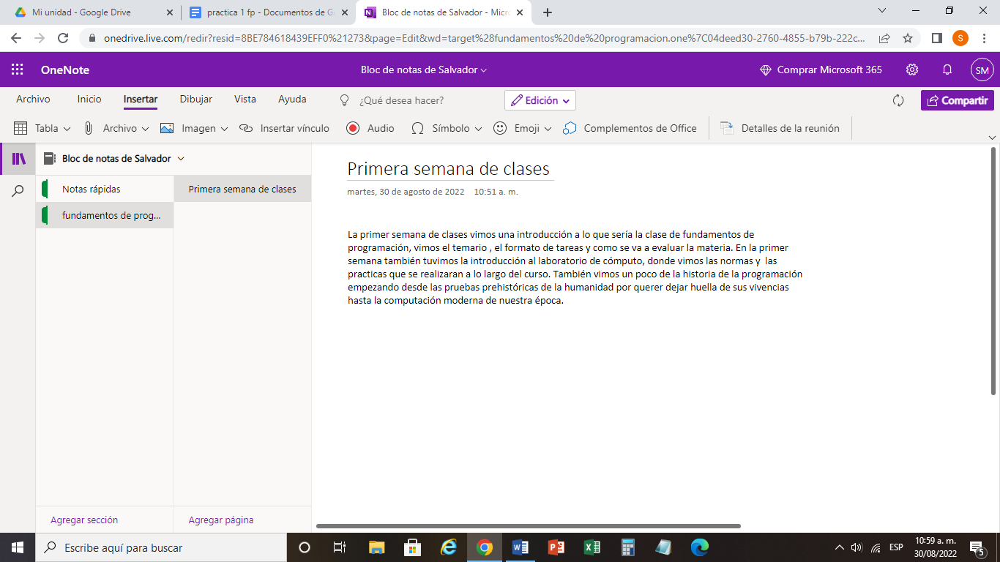 Mi unidad - Google Drive
practica 1 fp - Documentos de G
Bloc de notas de Salvador - Micr
onedrive.live.com/redir?resid=8BE784618439EFF0%21273&page=Edit&wd=target%28fundamentos%20de%20programacion.one%7C04deed30-2760-4855-b79b-222c...
S
OneNote
Bloc de notas de Salvador
Comprar Microsoft 365
SM
Archivo Inicio Insertar Dibujar Vista Ayuda ¿Qué desea hacer? Edición Compartir
Tabla Archivo Imagen Insertar vínculo Audio Símbolo Emoji Complementos de Office Detalles de la reunión
Bloc de notas de Salvador
Notas rápidas
fundamentos de prog...
Primera semana de clases
Primera semana de clases
martes, 30 de agosto de 2022 10:51 a. m.
La primer semana de clases vimos una introducción a lo que sería la clase de fundamentos de
programación, vimos el temario , el formato de tareas y como se va a evaluar la materia. En la primer
semana también tuvimos la introducción al laboratorio de cómputo, donde vimos las normas y  las
practicas que se realizaran a lo largo del curso. También vimos un poco de la historia de la programación
empezando desde las pruebas prehistóricas de la humanidad por querer dejar huella de sus vivencias
hasta la computación moderna de nuestra época.
Agregar sección
Agregar página
Escribe aquí para buscar
ESP
10:59 a. m.
30/08/2022
5